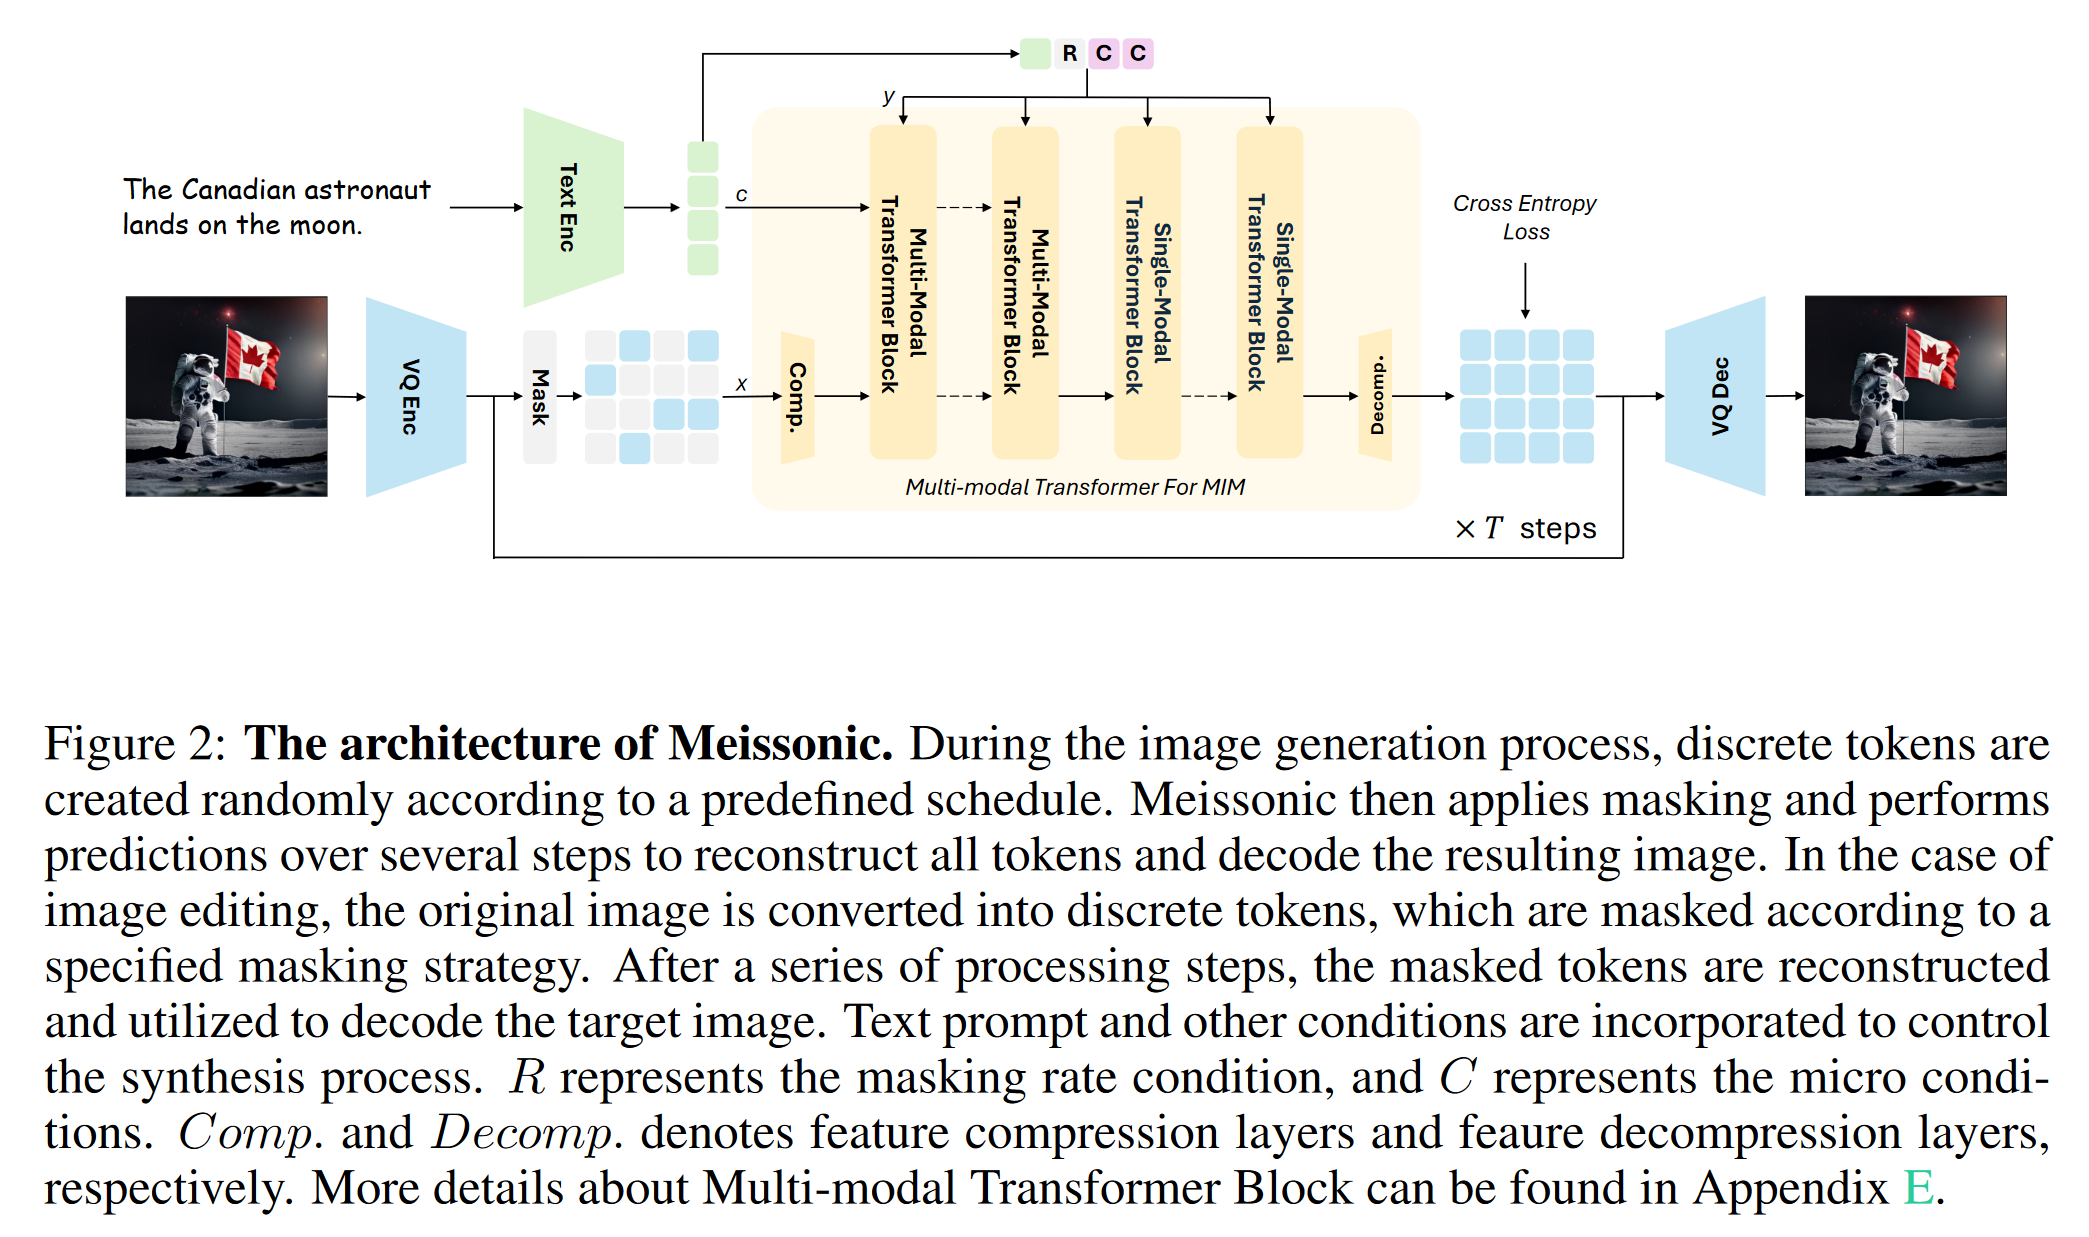 R C C
y
The Canadian astronaut
lands on the moon.
Text Enc
c
Multi-Modal
Transformer Block
Multi-Modal
Transformer Block
Single-Modal
Transformer Block
Single-Modal
Transformer Block
Cross Entropy
Loss
VQ Enc
Mask
x
Comp.
Decomp.
VQ Dec
Multi-modal Transformer For MIM
× T steps
Figure 2: The architecture of Meissonic. During the image generation process, discrete tokens are
created randomly according to a predefined schedule. Meissonic then applies masking and performs
predictions over several steps to reconstruct all tokens and decode the resulting image. In the case of
image editing, the original image is converted into discrete tokens, which are masked according to a
specified masking strategy. After a series of processing steps, the masked tokens are reconstructed
and utilized to decode the target image. Text prompt and other conditions are incorporated to control
the synthesis process. R represents the masking rate condition, and C represents the micro condi-
tions. Comp. and Decomp. denotes feature compression layers and feaure decompression layers,
respectively. More details about Multi-modal Transformer Block can be found in Appendix E.